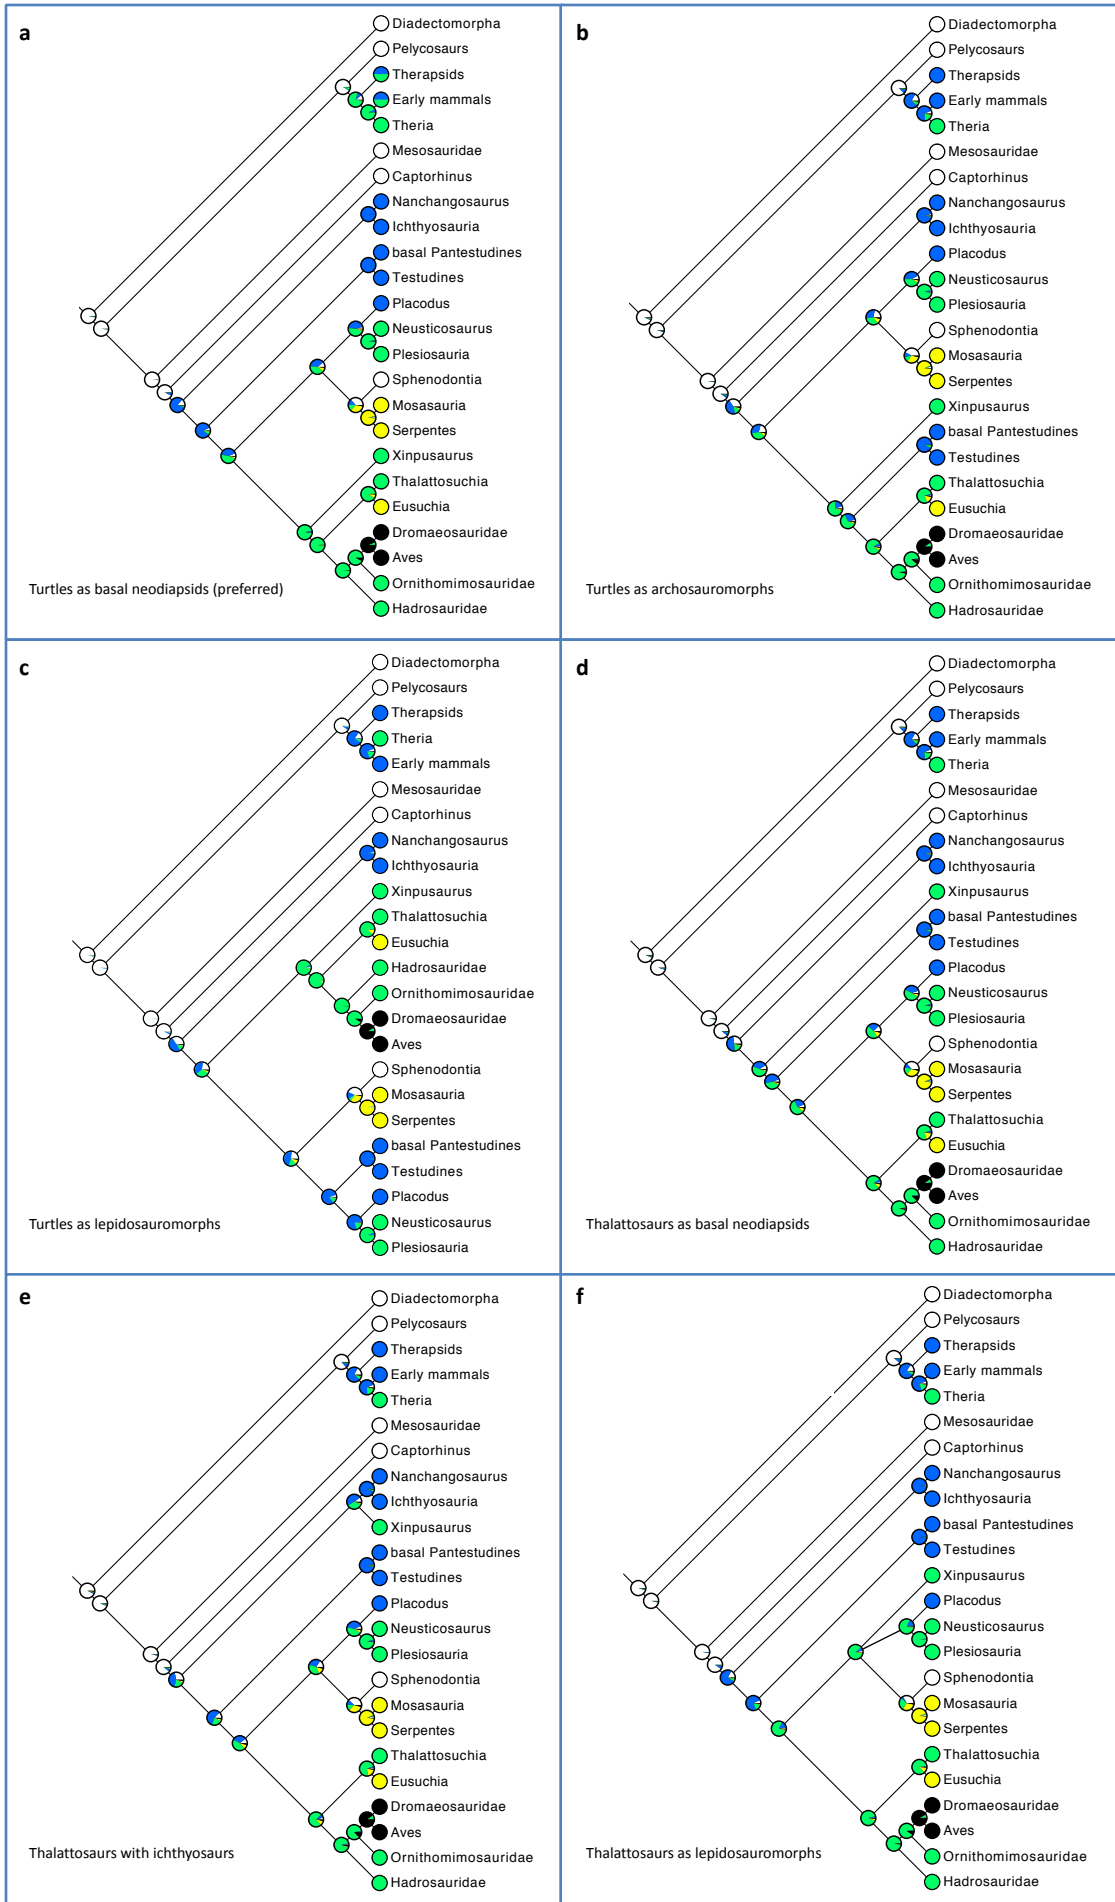 a
Diadectomorpha
Pelycosaurs
Therapsids
Early mammals
Theria
Mesosauridae
Captorhinus
Nanchangosaurus
Ichthyosauria
basal Pantestudines
Testudines
Placodus
Neusticosaurus
Plesiosauria
Sphenodontia
Mosasauria
Serpentes
Xinpusaurus
Thalattosuchia
Eusuchia
Dromaeosauridae
Aves
Ornithomimosauridae
Hadrosauridae
Turtles as basal neodiapsids (preferred)
b
Diadectomorpha
Pelycosaurs
Therapsids
Early mammals
Theria
Mesosauridae
Captorhinus
Nanchangosaurus
Ichthyosauria
Placodus
Neusticosaurus
Plesiosauria
Sphenodontia
Mosasauria
Serpentes
Xinpusaurus
basal Pantestudines
Testudines
Thalattosuchia
Eusuchia
Dromaeosauridae
Aves
Ornithomimosauridae
Hadrosauridae
Turtles as archosauromorphs
c
Diadectomorpha
Pelycosaurs
Therapsids
Theria
Early mammals
Mesosauridae
Captorhinus
Nanchangosaurus
Ichthyosauria
Xinpusaurus
Thalattosuchia
Eusuchia
Hadrosauridae
Ornithomimosauridae
Dromaeosauridae
Aves
Sphenodontia
Mosasauria
Serpentes
basal Pantestudines
Testudines
Placodus
Neusticosaurus
Plesiosauria
Turtles as lepidosauromorphs
d
Diadectomorpha
Pelycosaurs
Therapsids
Early mammals
Theria
Mesosauridae
Captorhinus
Nanchangosaurus
Ichthyosauria
Xinpusaurus
basal Pantestudines
Testudines
Placodus
Neusticosaurus
Plesiosauria
Sphenodontia
Mosasauria
Serpentes
Thalattosuchia
Eusuchia
Dromaeosauridae
Aves
Ornithomimosauridae
Hadrosauridae
Thalattosaurs as basal neodiapsids
e
Diadectomorpha
Pelycosaurs
Therapsids
Early mammals
Theria
Mesosauridae
Captorhinus
Nanchangosaurus
Ichthyosauria
Xinpusaurus
basal Pantestudines
Testudines
Placodus
Neusticosaurus
Plesiosauria
Sphenodontia
Mosasauria
Serpentes
Thalattosuchia
Eusuchia
Dromaeosauridae
Aves
Ornithomimosauridae
Hadrosauridae
Thalattosaurs with ichthyosaurs
f
Diadectomorpha
Pelycosaurs
Therapsids
Early mammals
Theria
Mesosauridae
Captorhinus
Nanchangosaurus
Ichthyosauria
basal Pantestudines
Testudines
Xinpusaurus
Placodus
Neusticosaurus
Plesiosauria
Sphenodontia
Mosasauria
Serpentes
Thalattosuchia
Eusuchia
Dromaeosauridae
Aves
Ornithomimosauridae
Hadrosauridae
Thalattosaurs as lepidosauromorphs